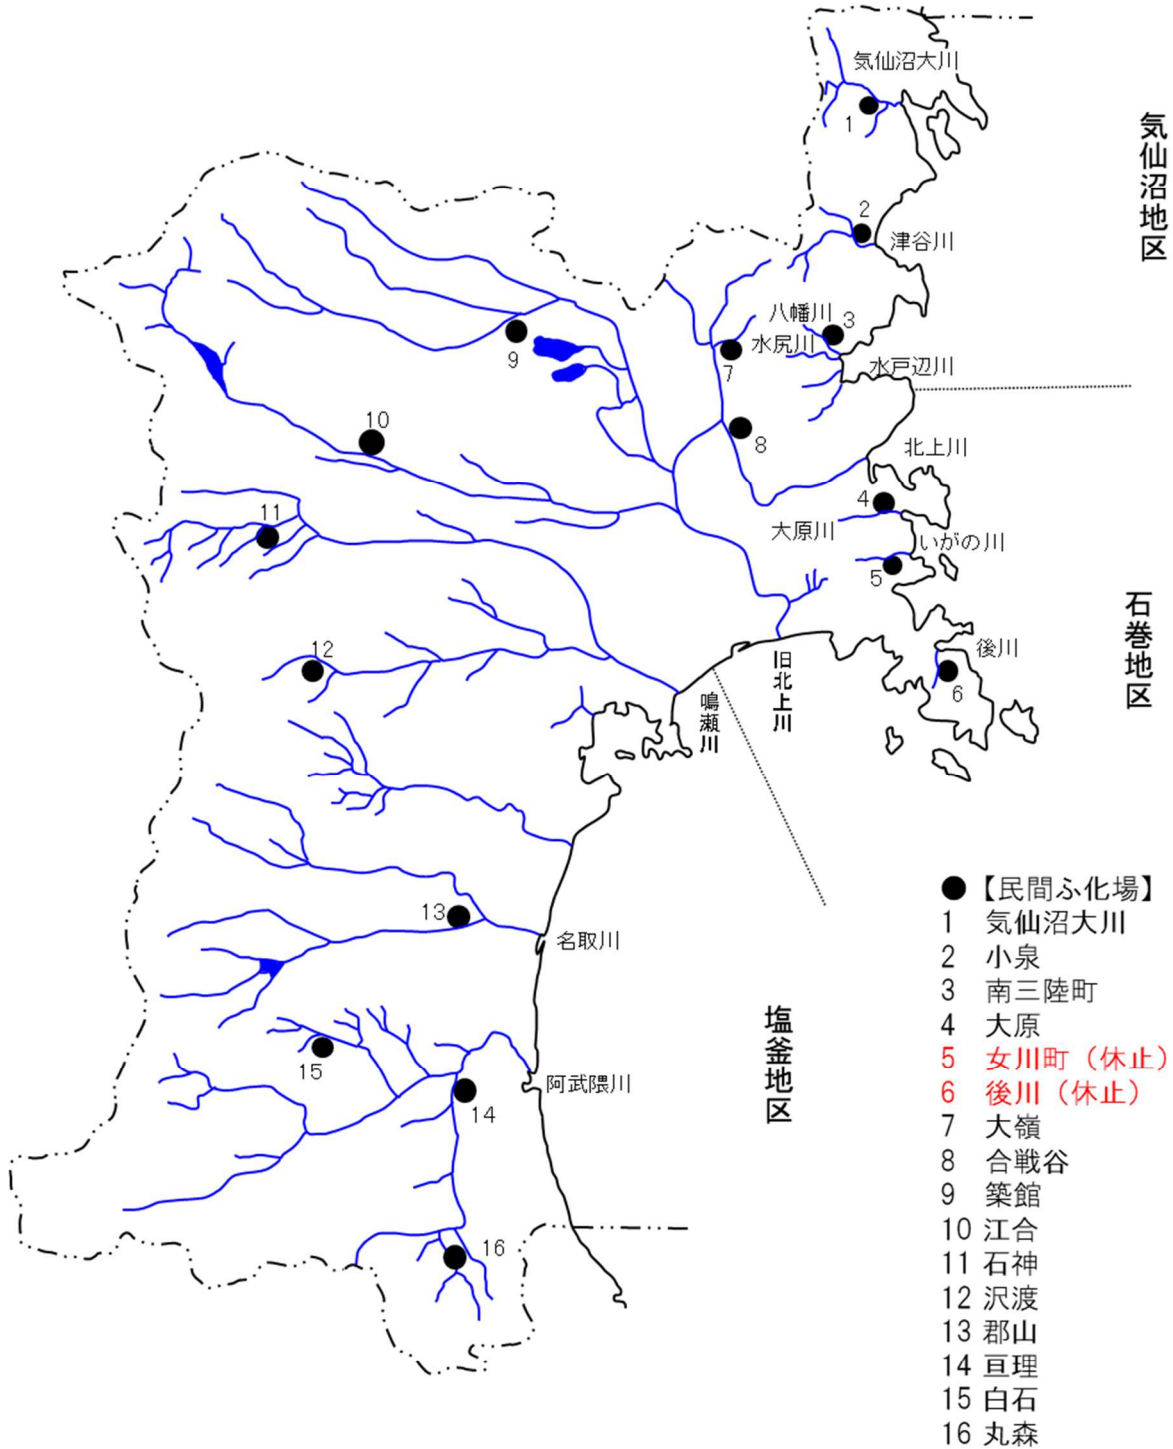 気仙沼大川
1
気仙沼地区
2
津谷川
八幡川
3
水尻川
7
水戸辺川
9
10
8
北上川
4
大原川
いがの川
5
11
石巻地区
12
後川
6
旧北上川
鳴瀬川
13
名取川
塩釜地区
15
阿武隈川
14
16
●【民間ふ化場】
1 気仙沼大川
2 小泉
3 南三陸町
4 大原
5 女川町（休止）
6 後川（休止）
7 大嶺
8 合戦谷
9 築館
10 江合
11 石神
12 沢渡
13 郡山
14 亘理
15 白石
16 丸森